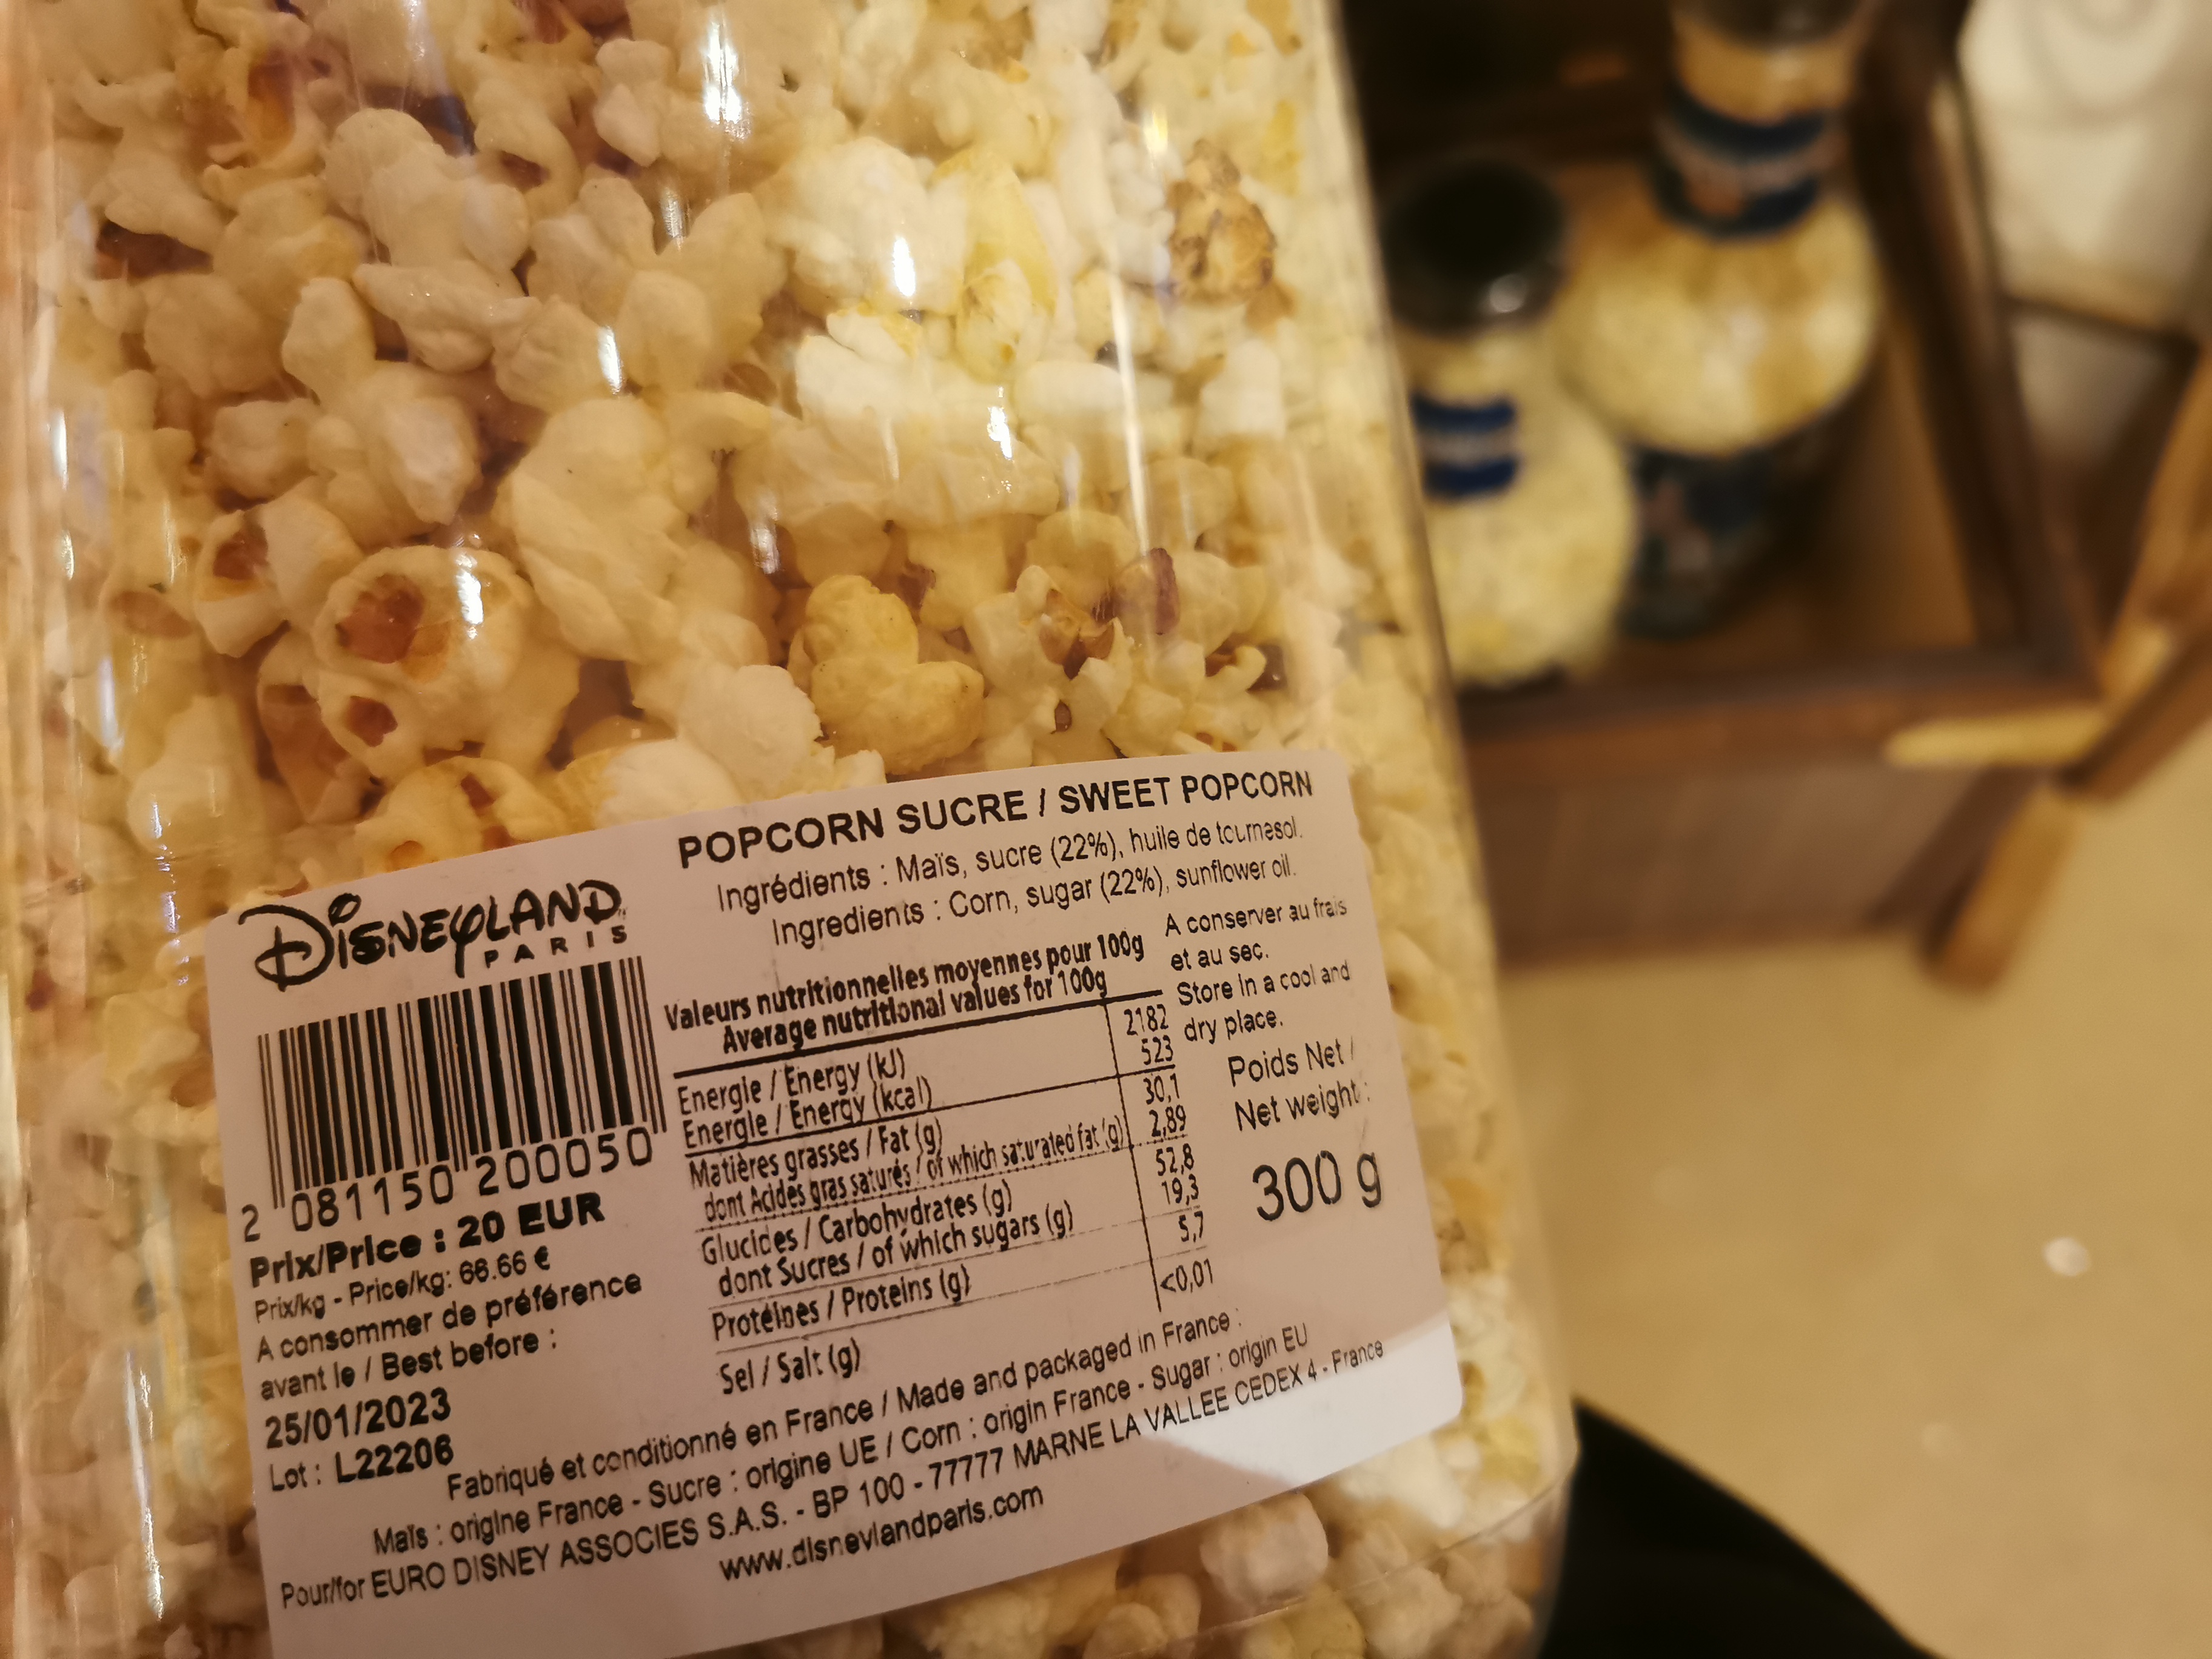 POPCORN SUCRE / SWEET POPCORN
Ingrédients : Maïs, sucre (22%), huile de tournesol.
Ingredients : Corn, sugar (22%), sunflower oil.
DISNEYLAND
PARIS
2 081150 200050
Prix/Price : 20 EUR
Prix/kg - Price/kg: 66.66 €
A consommer de préférence
avant le / Best before :
25/01/2023
Lot : L22206
Valeurs nutritionnelles moyennes pour 100g
Average nutritional values for 100g
Energie / Energy (kJ) 2182
Energie / Energy (kcal) 523
Matières grasses / Fat (g) 30,1
dont Acides gras saturés / of which saturated fat (g) 2,89
Glucides / Carbohydrates (g) 52,8
dont Sucres / of which sugars (g) 19,3
Protéines / Proteins (g) 5,7
Sel / Salt (g) <0,01
A conserver au frais
et au sec.
Store in a cool and
dry place.
Poids Net /
Net weight :
300 g
Fabriqué et conditionné en France / Made and packaged in France :
Maïs : origine France - Sucre : origine UE / Corn : origin France - Sugar : origin EU
Pour/for EURO DISNEY ASSOCIES S.A.S. - BP 100 - 77777 MARNE LA VALLEE CEDEX 4 - France
www.disneylandparis.com